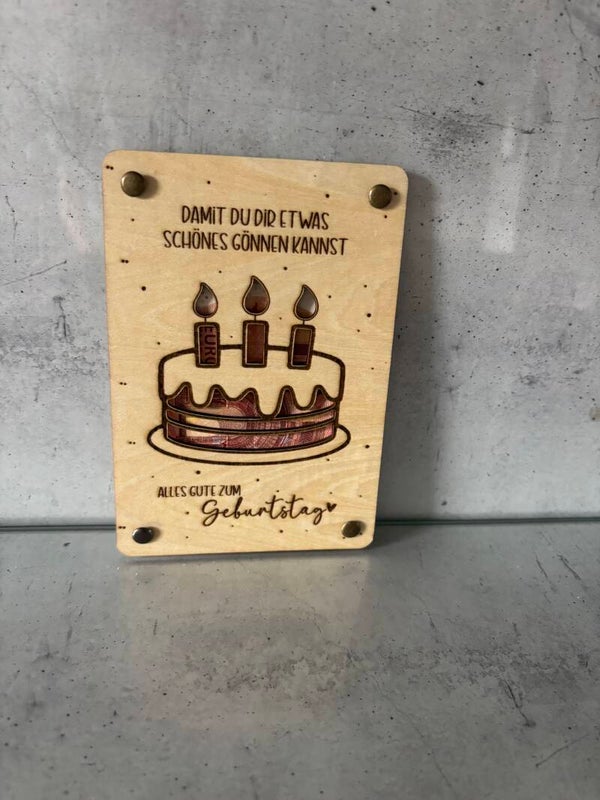 DAMIT DU DIR ETWAS
SCHÖNES GÖNNEN KANNST
EURO
ALLES GUTE ZUM
Geburtstag